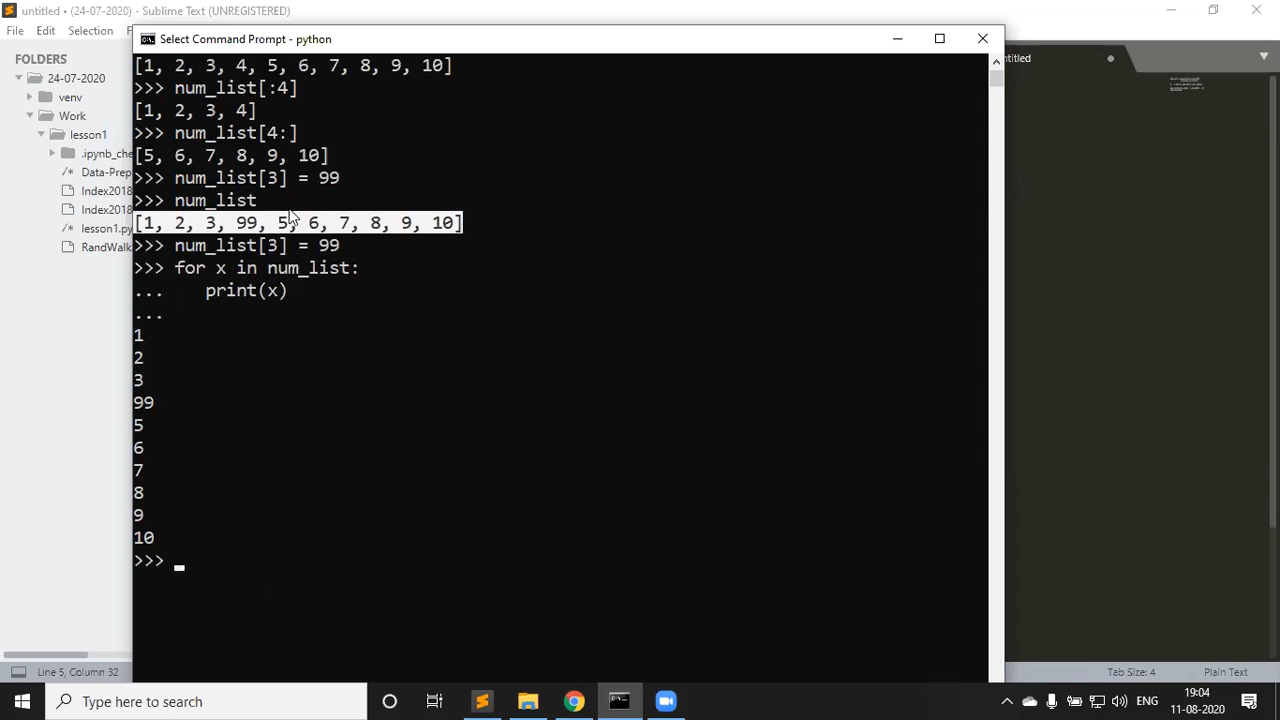 untitled • (24-07-2020) - Sublime Text (UNREGISTERED)
File Edit Selection
FOLDERS
24-07-2020
venv
Work
lesson1
.ipynb_che
Data-Prep
Index2018
Index2018
lesson1.py
RandWalk
Select Command Prompt - python
[1, 2, 3, 4, 5, 6, 7, 8, 9, 10]
>>> num_list[:4]
[1, 2, 3, 4]
>>> num_list[4:]
[5, 6, 7, 8, 9, 10]
>>> num_list[3] = 99
>>> num_list
[1, 2, 3, 99, 5, 6, 7, 8, 9, 10]
>>> num_list[3] = 99
>>> for x in num_list:
...    print(x)
...
1
2
3
99
5
6
7
8
9
10
>>>
ntitled
Line 5, Column 32
Tab Size: 4
Plain Text
Type here to search
ENG
19:04
11-08-2020